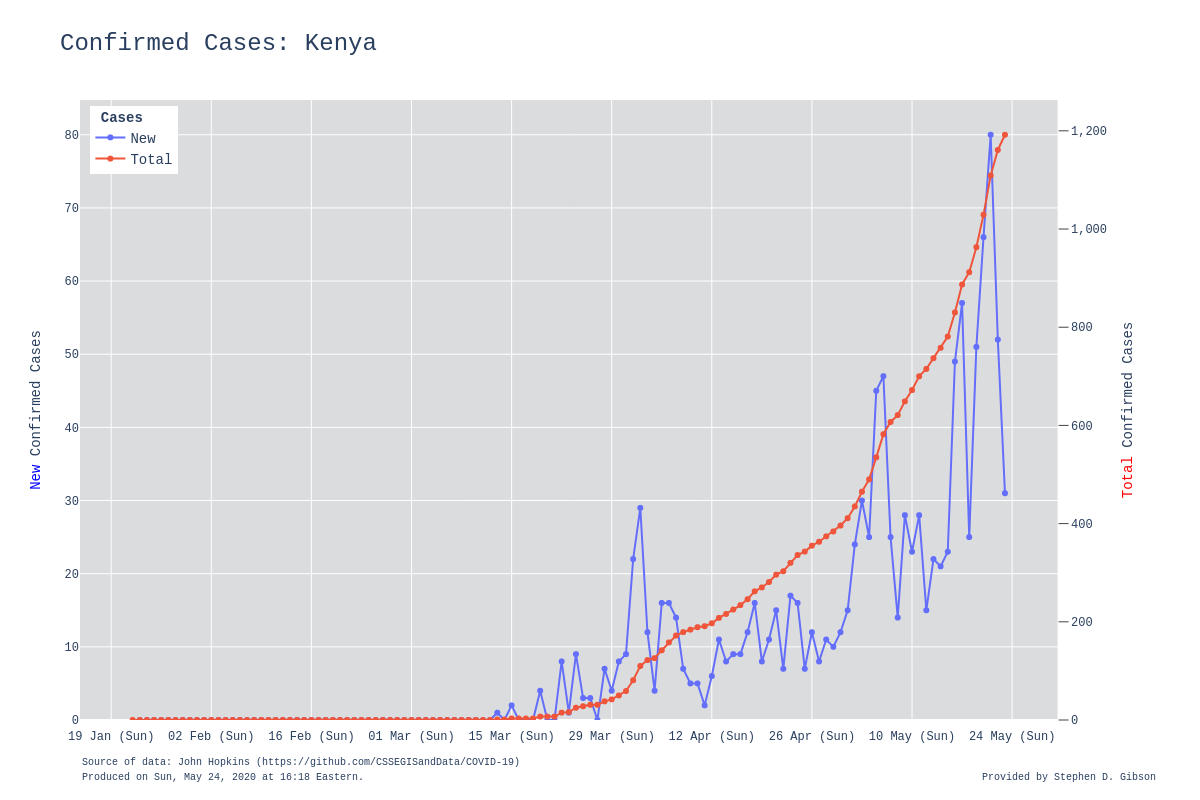 Confirmed Cases: Kenya
Cases
New
Total
80
70
60
50
40
30
20
10
0
New Confirmed Cases
1,200
1,000
800
600
400
200
0
Total Confirmed Cases
19 Jan (Sun) 02 Feb (Sun) 16 Feb (Sun) 01 Mar (Sun) 15 Mar (Sun) 29 Mar (Sun) 12 Apr (Sun) 26 Apr (Sun) 10 May (Sun) 24 May (Sun)
Source of data: John Hopkins (https://github.com/CSSEGISandData/COVID-19)
Produced on Sun, May 24, 2020 at 16:18 Eastern.
Provided by Stephen D. Gibson